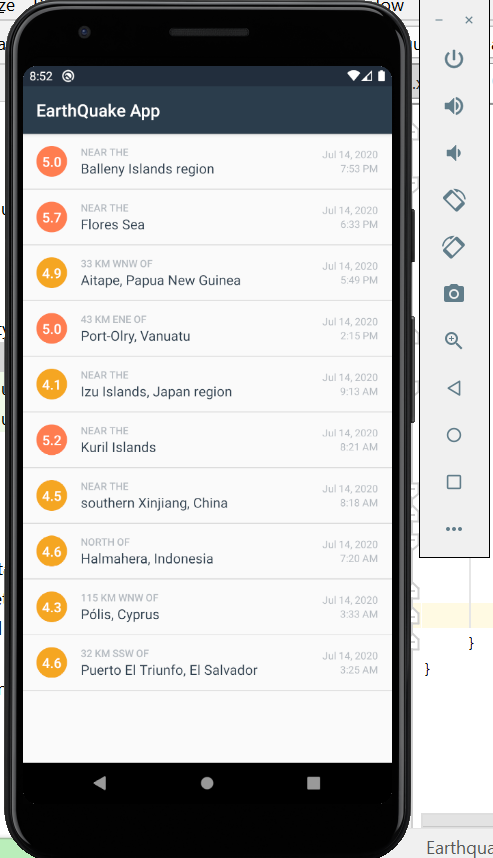 8:52
EarthQuake App
5.0
NEAR THE
Balleny Islands region
Jul 14, 2020
7:53 PM
5.7
NEAR THE
Flores Sea
Jul 14, 2020
6:33 PM
4.9
33 KM WNW OF
Aitape, Papua New Guinea
Jul 14, 2020
5:49 PM
5.0
43 KM ENE OF
Port-Olry, Vanuatu
Jul 14, 2020
2:15 PM
4.1
NEAR THE
Izu Islands, Japan region
Jul 14, 2020
9:13 AM
5.2
NEAR THE
Kuril Islands
Jul 14, 2020
8:21 AM
4.5
NEAR THE
southern Xinjiang, China
Jul 14, 2020
8:18 AM
4.6
NORTH OF
Halmahera, Indonesia
Jul 14, 2020
7:20 AM
4.3
115 KM WNW OF
Pólis, Cyprus
Jul 14, 2020
3:33 AM
4.6
32 KM SSW OF
Puerto El Triunfo, El Salvador
Jul 14, 2020
3:25 AM
}
}
Earthqua